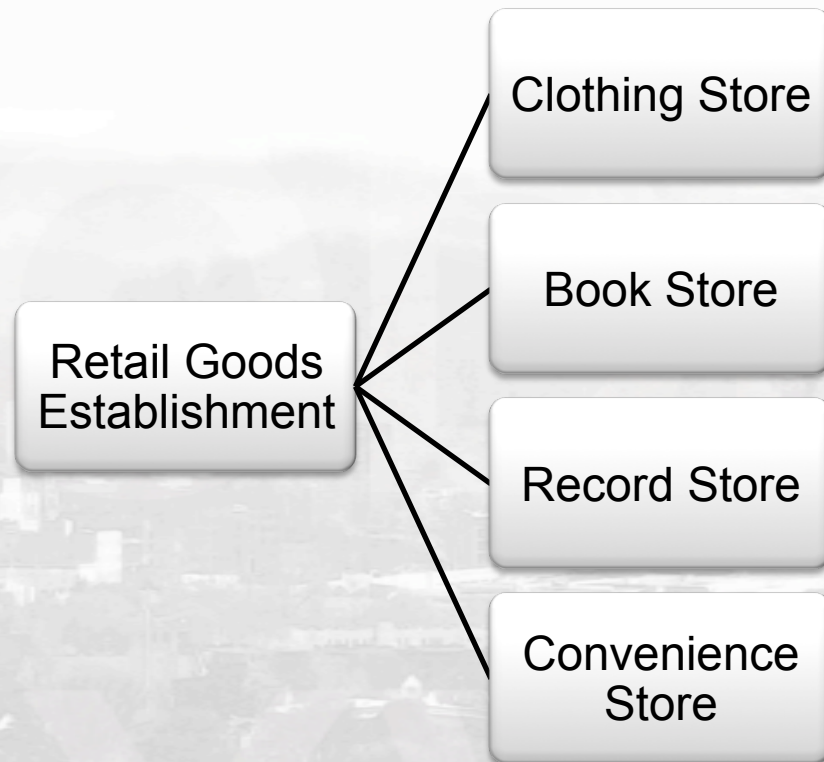 Clothing Store
Book Store
Retail Goods
Establishment
Record Store
Convenience
Store